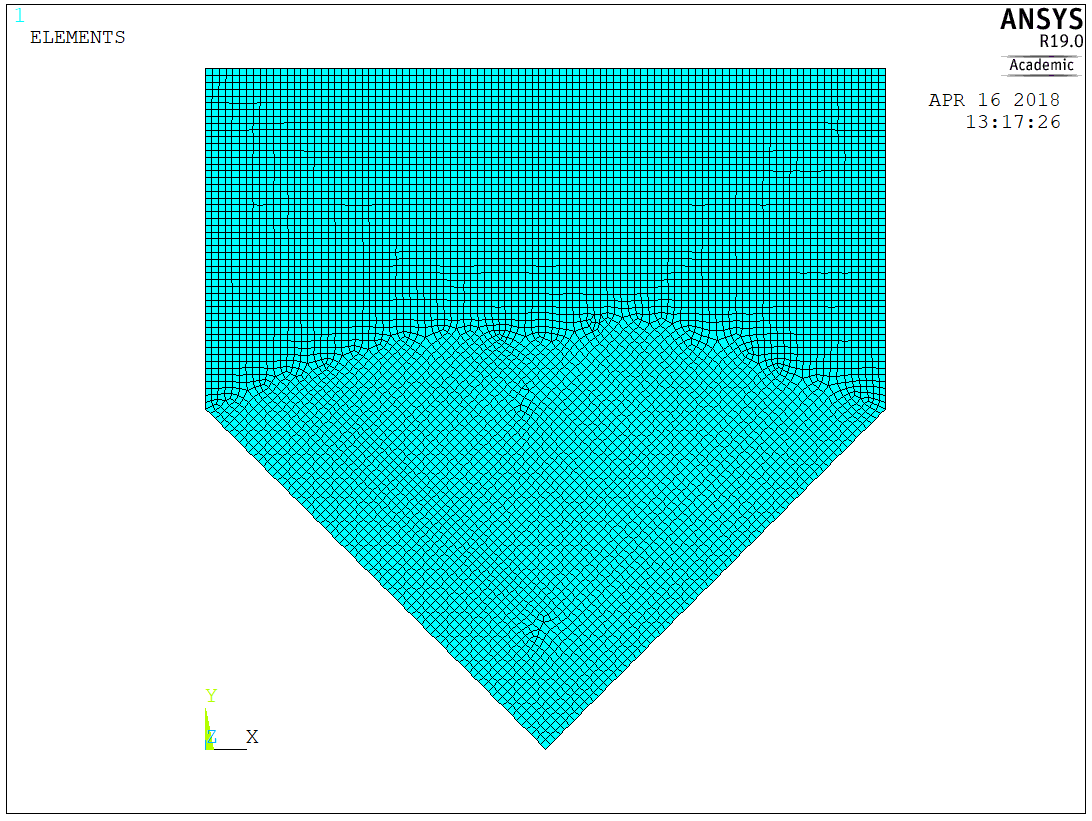 1
ELEMENTS
ANSYS
R19.0
Academic
APR 16 2018
13:17:26
Y
Z
X